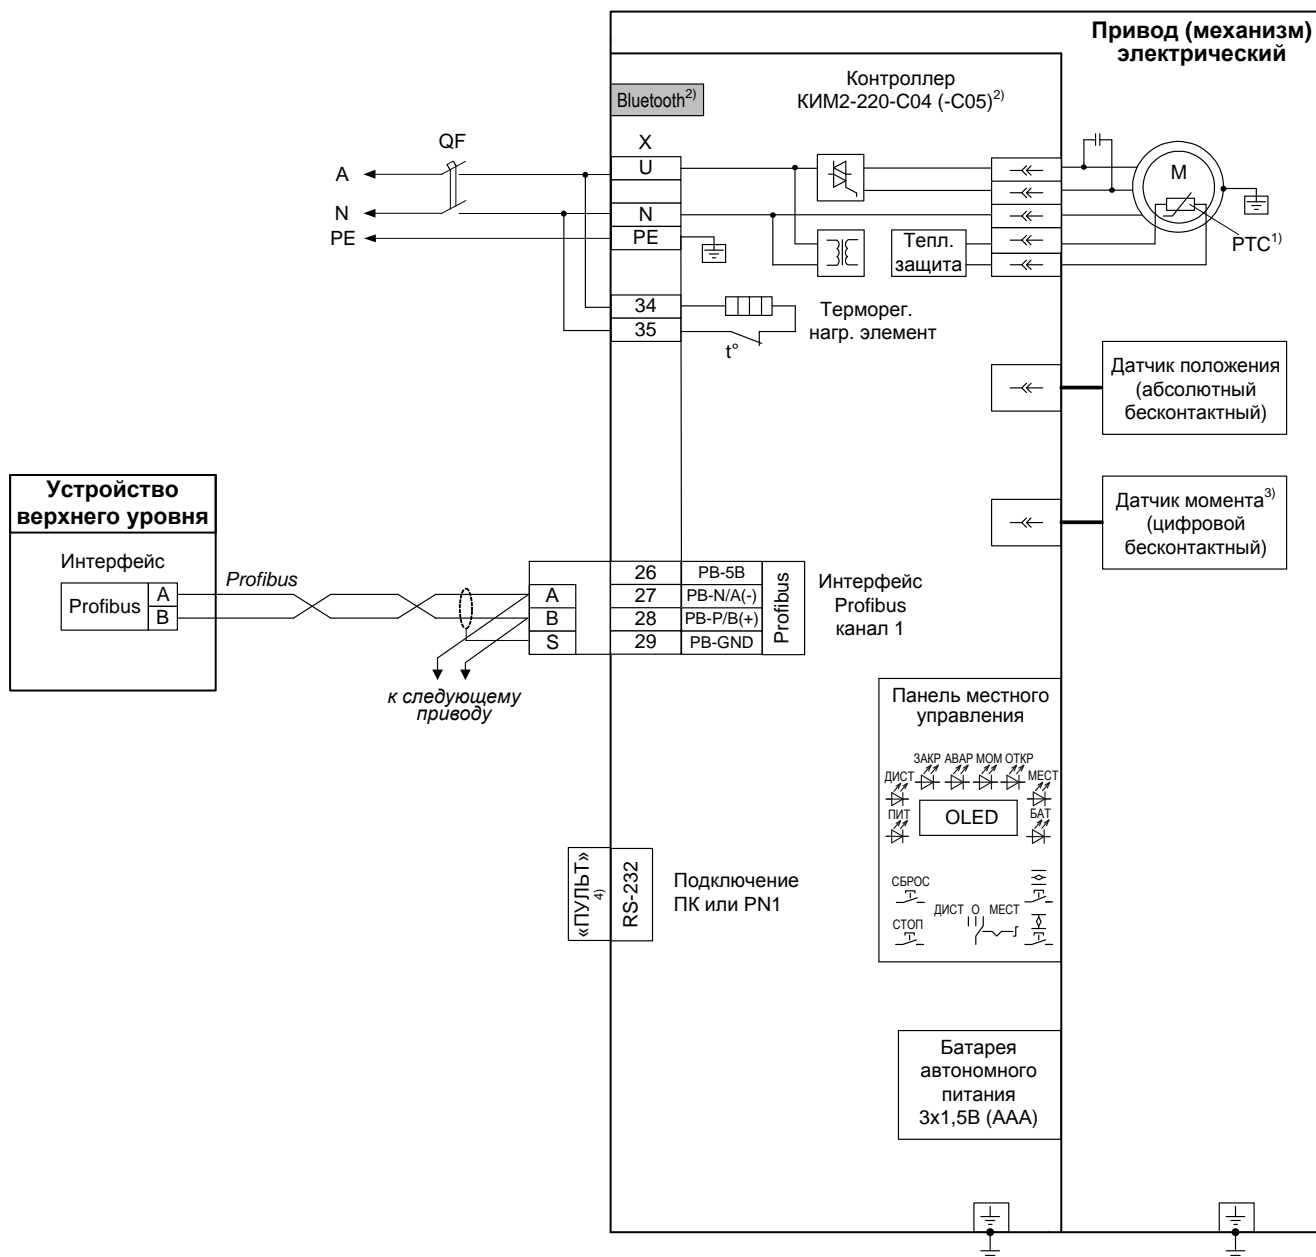 Привод (механизм)
электрический
Контроллер
КИМ2-220-С04 (-С05)2)
Bluetooth2)
QF
X
A
U
M
N
N
PE
PE
Тепл.
защита
PTC1)
34
35
t°
Терморег.
нагр. элемент
Датчик положения
(абсолютный
бесконтактный)
Датчик момента3)
(цифровой
бесконтактный)
Устройство
верхнего уровня
Интерфейс
Profibus
A
B
Profibus
A
B
S
26 PB-5В
27 PB-N/A(-)
28 PB-P/B(+)
29 PB-GND
Profibus
Интерфейс
Profibus
канал 1
к следующему
приводу
Панель местного
управления
ЗАКР АВАР МОМ ОТКР
ДИСТ
МЕСТ
ПИТ
OLED
БАТ
СБРОС
ДИСТ О МЕСТ
СТОП
«ПУЛЬТ»
4)
RS-232
Подключение
ПК или PN1
Батарея
автономного
питания
3x1,5В (ААА)